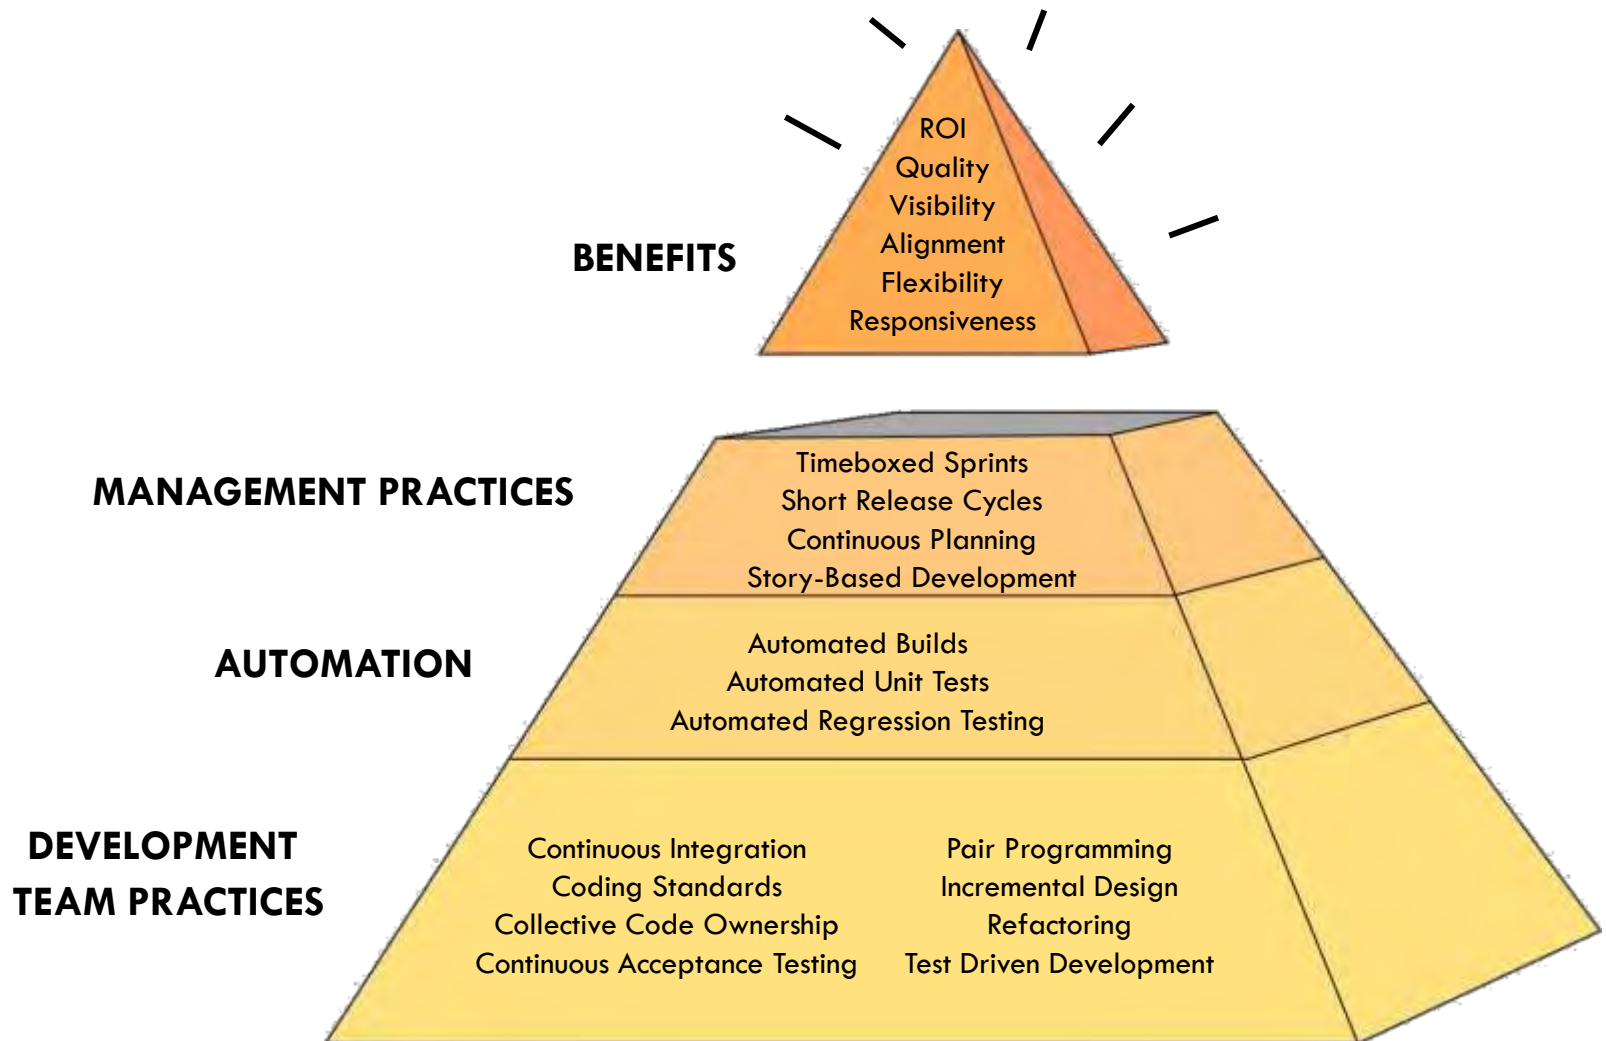 BENEFITS
ROI
Quality
Visibility
Alignment
Flexibility
Responsiveness
MANAGEMENT PRACTICES
Timeboxed Sprints
Short Release Cycles
Continuous Planning
Story-Based Development
AUTOMATION
Automated Builds
Automated Unit Tests
Automated Regression Testing
DEVELOPMENT
TEAM PRACTICES
Continuous Integration
Coding Standards
Collective Code Ownership
Continuous Acceptance Testing
Pair Programming
Incremental Design
Refactoring
Test Driven Development